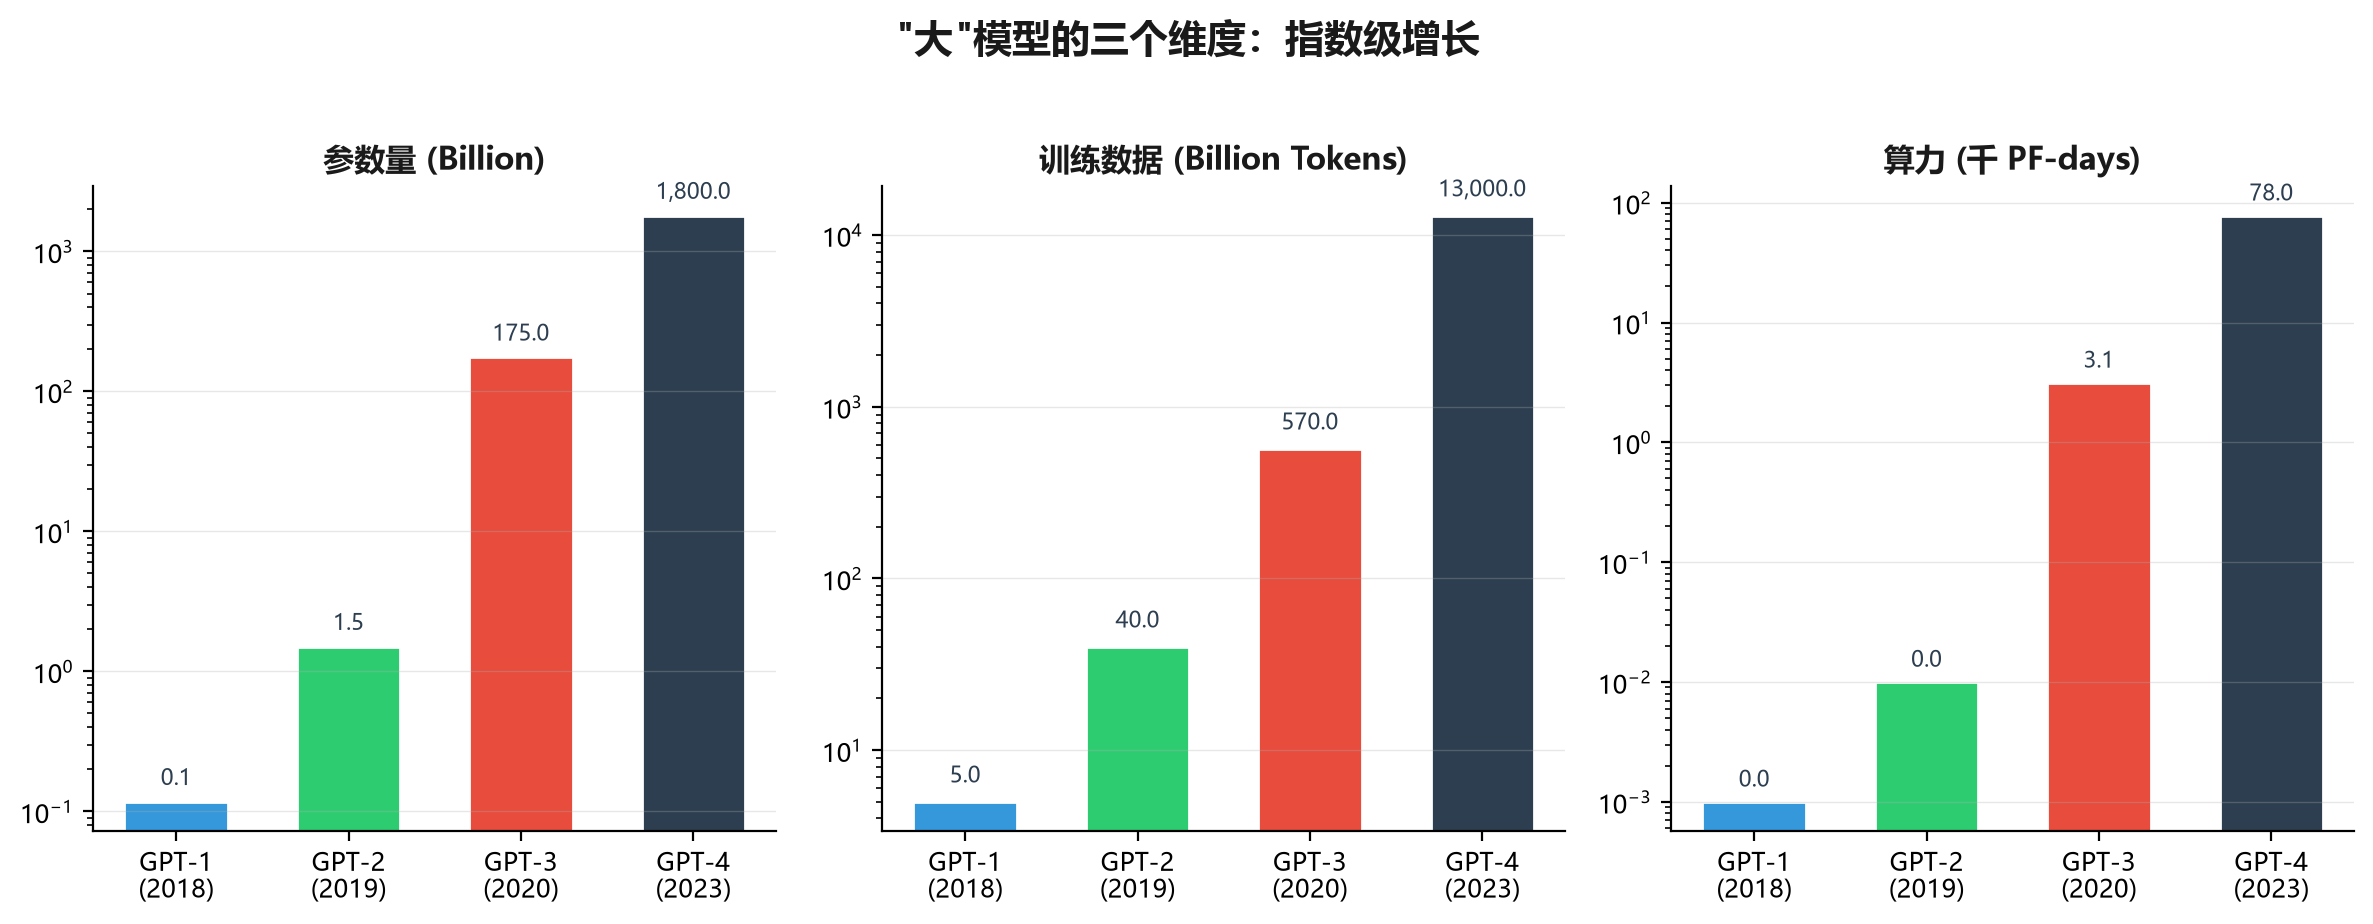 "大"模型的三个维度：指数级增长
参数量 (Billion)
10³
10²
10¹
10⁰
10⁻¹
0.1
1.5
175.0
1,800.0
GPT-1
(2018)
GPT-2
(2019)
GPT-3
(2020)
GPT-4
(2023)
训练数据 (Billion Tokens)
10⁴
10³
10²
10¹
5.0
40.0
570.0
13,000.0
GPT-1
(2018)
GPT-2
(2019)
GPT-3
(2020)
GPT-4
(2023)
算力 (千 PF-days)
10²
10¹
10⁰
10⁻¹
10⁻²
10⁻³
0.0
0.0
3.1
78.0
GPT-1
(2018)
GPT-2
(2019)
GPT-3
(2020)
GPT-4
(2023)